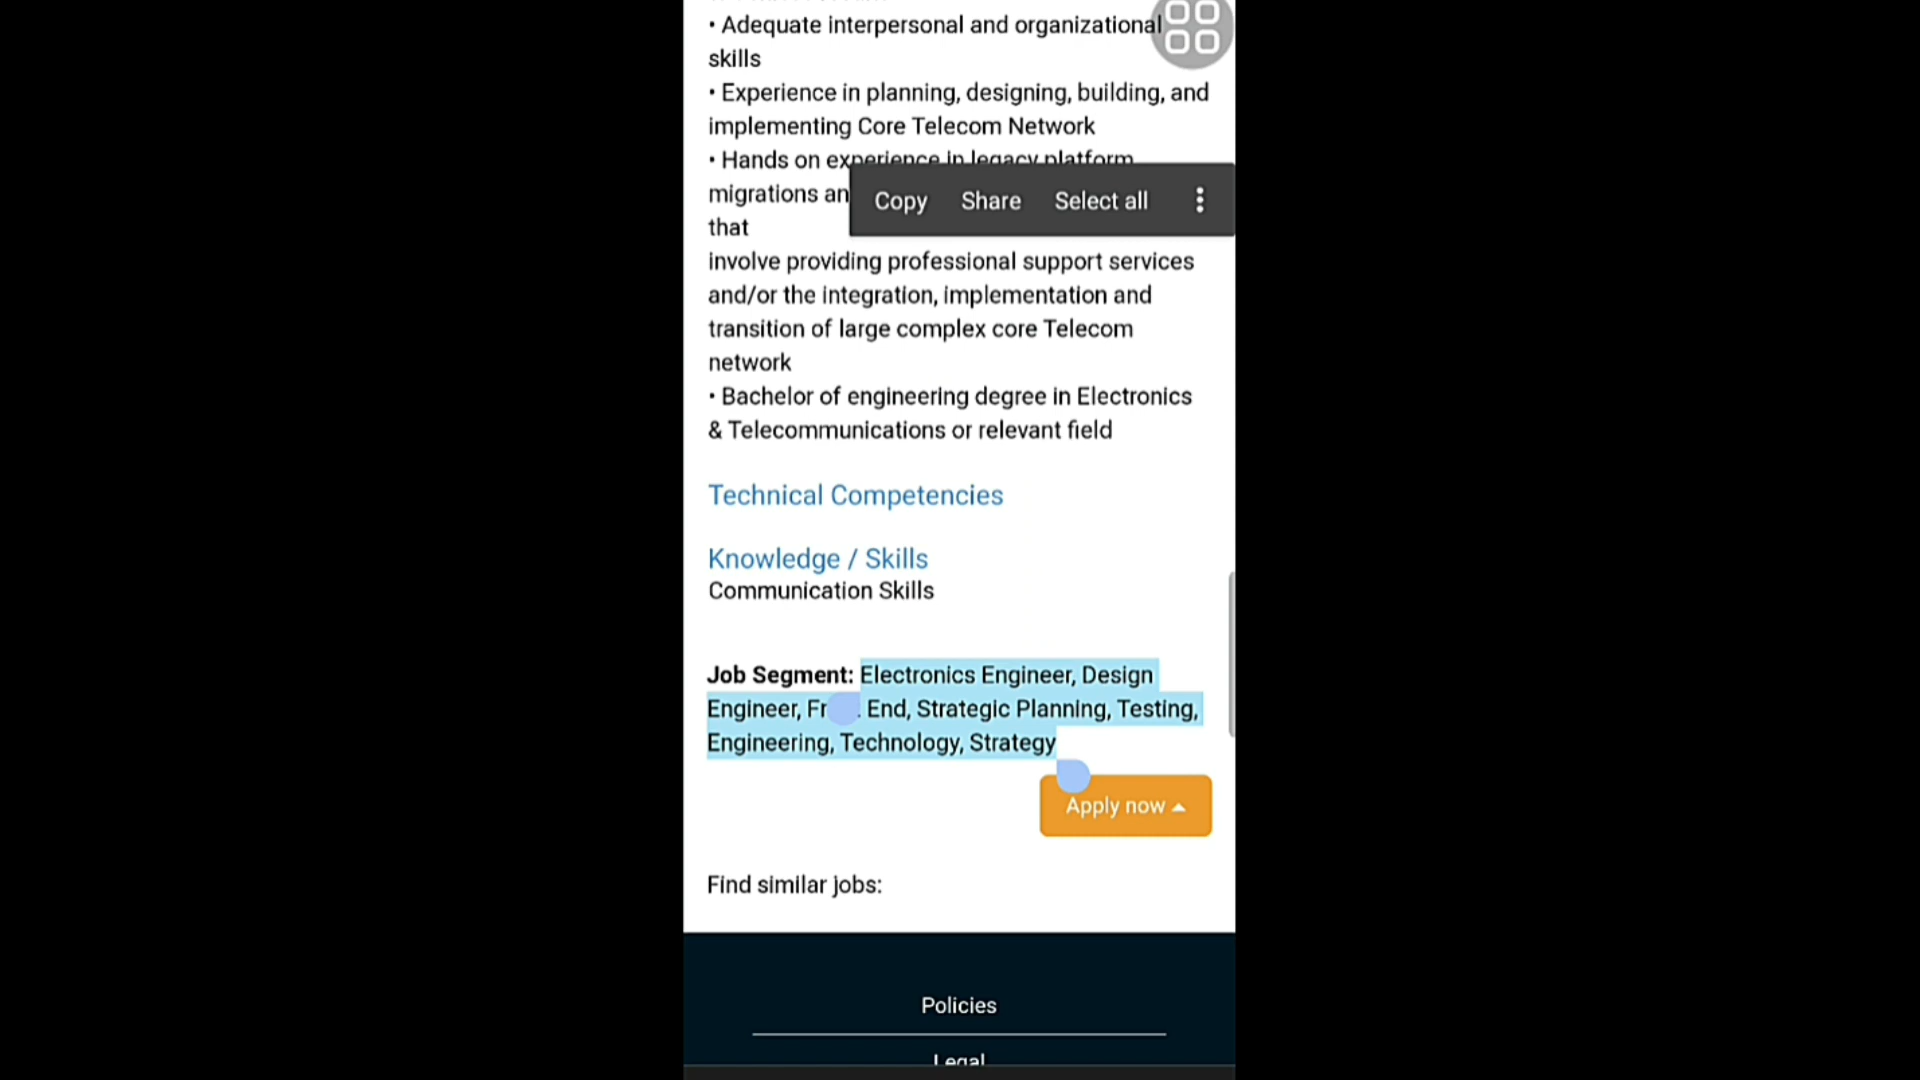 • Adequate interpersonal and organizational
skills
• Experience in planning, designing, building, and
implementing Core Telecom Network
• Hands on experience in legacy platform
migrations an
Copy Share Select all
that
involve providing professional support services
and/or the integration, implementation and
transition of large complex core Telecom
network
• Bachelor of engineering degree in Electronics
& Telecommunications or relevant field
Technical Competencies
Knowledge / Skills
Communication Skills
Job Segment: Electronics Engineer, Design
Engineer, End, Strategic Planning, Testing,
Engineering, Technology, Strategy
Apply now
Find similar jobs:
Policies
Legal